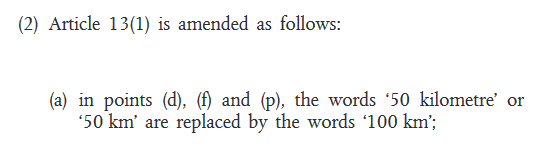 (2) Article 13(1) is amended as follows:
(a) in points (d), (f) and (p), the words ‘50 kilometre’ or
‘50 km’ are replaced by the words ‘100 km’;